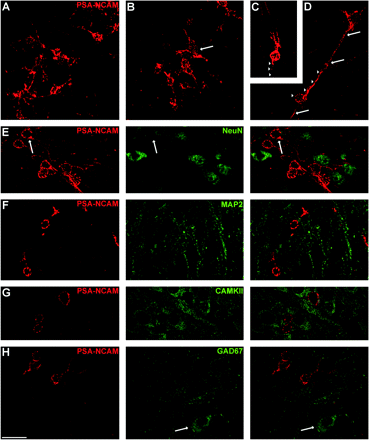 A PSA-NCAM
B
C
D
E PSA-NCAM
NeuN
F PSA-NCAM
MAP2
G PSA-NCAM
CAMKII
H PSA-NCAM
GAD67